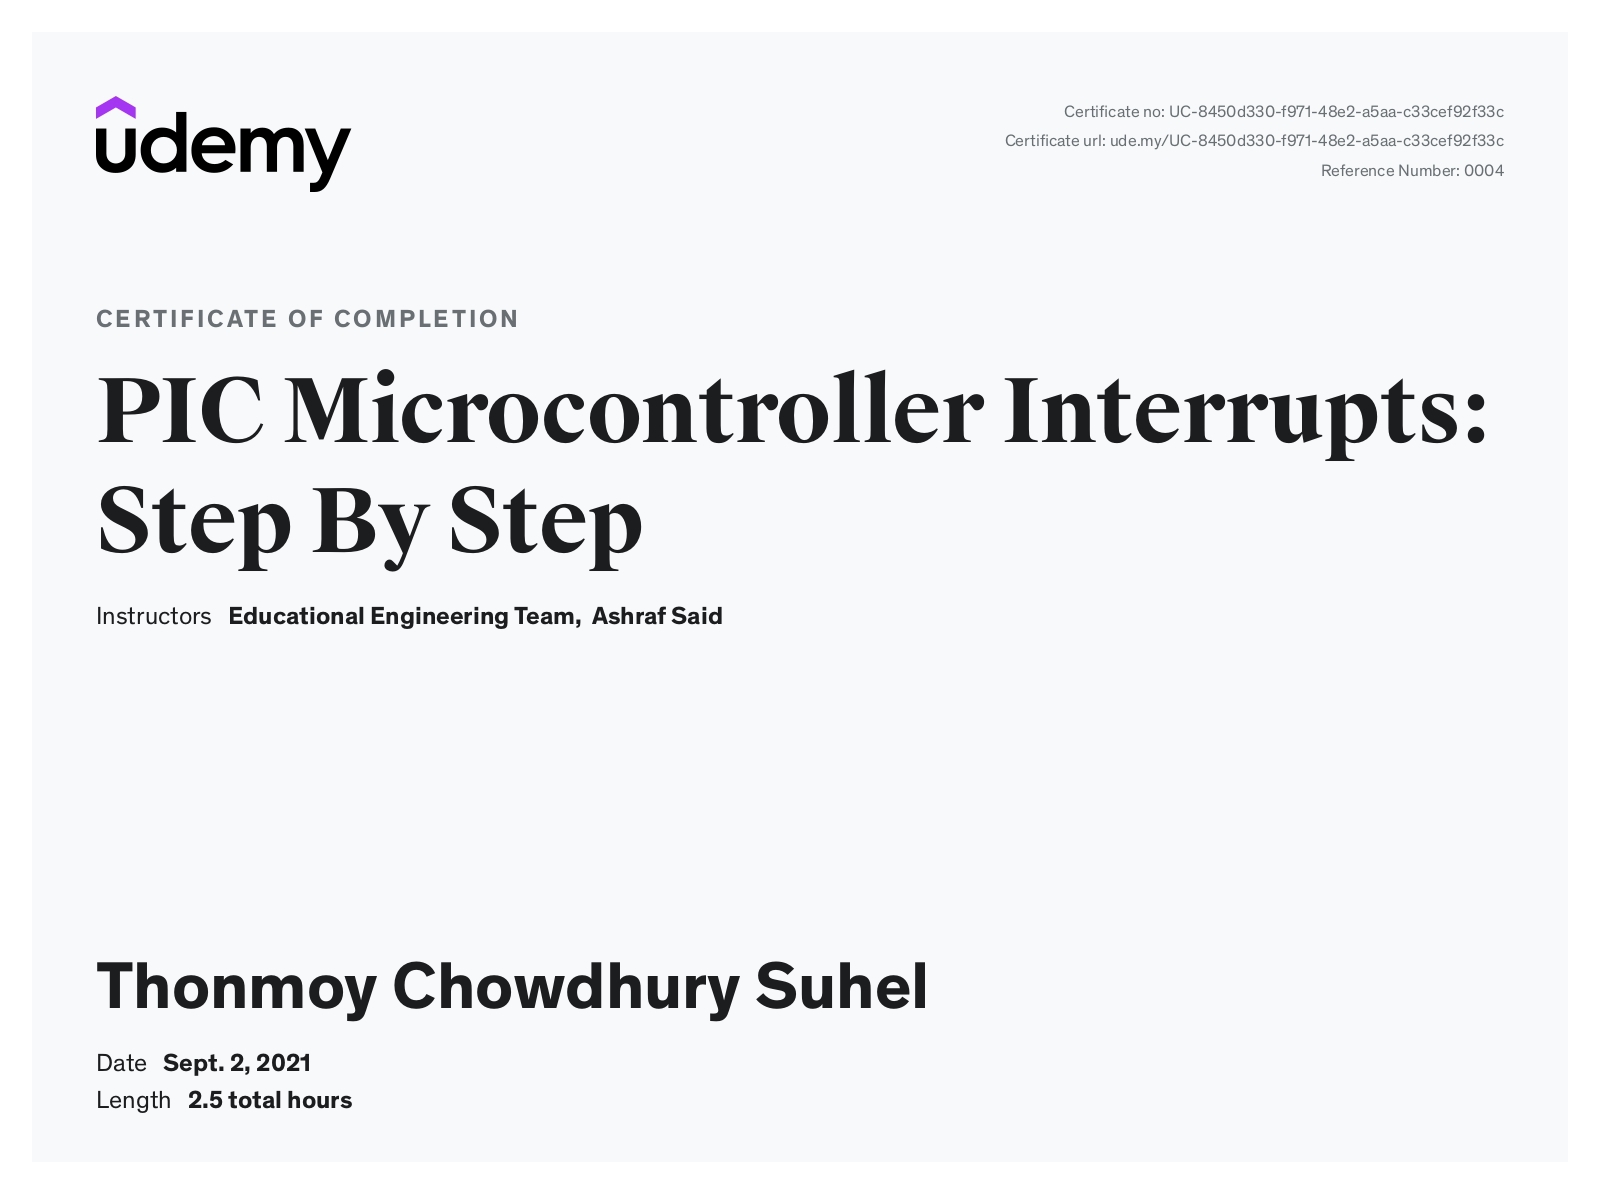 udemy
Certificate no: UC-8450d330-f971-48e2-a5aa-c33cef92f33c
Certificate url: ude.my/UC-8450d330-f971-48e2-a5aa-c33cef92f33c
Reference Number: 0004
CERTIFICATE OF COMPLETION
PIC Microcontroller Interrupts:
Step By Step
Instructors Educational Engineering Team, Ashraf Said
Thonmoy Chowdhury Suhel
Date Sept. 2, 2021
Length 2.5 total hours